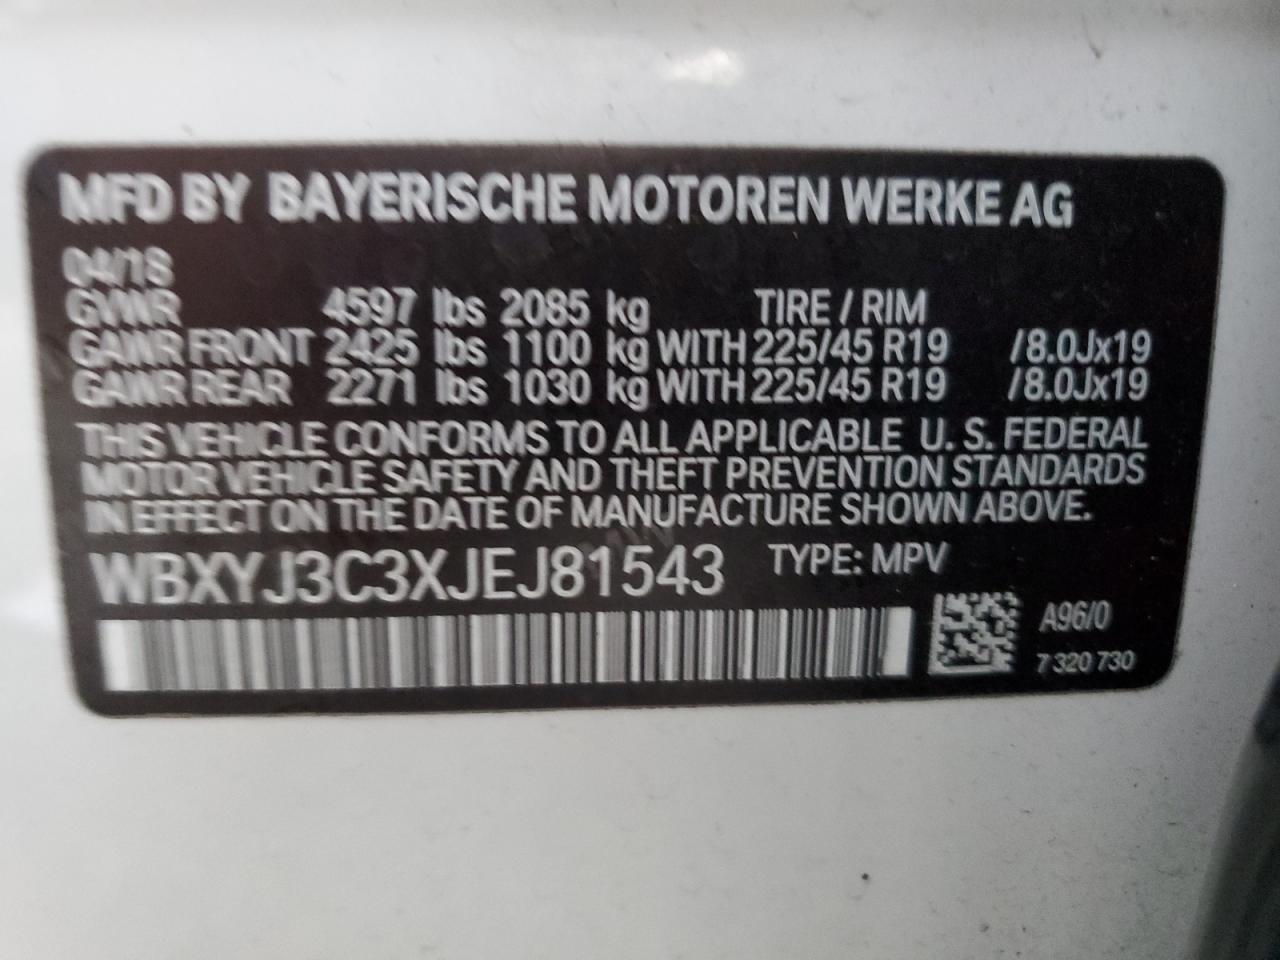 MFD BY BAYERISCHE MOTOREN WERKE AG
04/18
GVWR 4597 lbs 2085 kg TIRE / RIM
GAWR FRONT 2425 lbs 1100 kg WITH 225/45 R19 /8.0Jx19
GAWR REAR 2271 lbs 1030 kg WITH 225/45 R19 /8.0Jx19
THIS VEHICLE CONFORMS TO ALL APPLICABLE U. S. FEDERAL
MOTOR VEHICLE SAFETY AND THEFT PREVENTION STANDARDS
IN EFFECT ON THE DATE OF MANUFACTURE SHOWN ABOVE.
WBXYJ3C3XJEJ81543 TYPE: MPV
A96/0
7 320 730